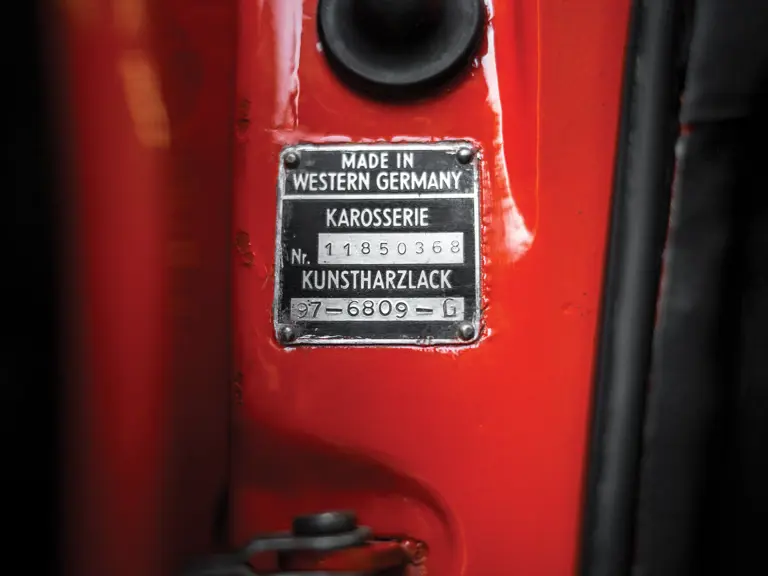 MADE IN
WESTERN GERMANY
KAROSSERIE
Nr. 11850368
KUNSTHARZLACK
97-6809-G